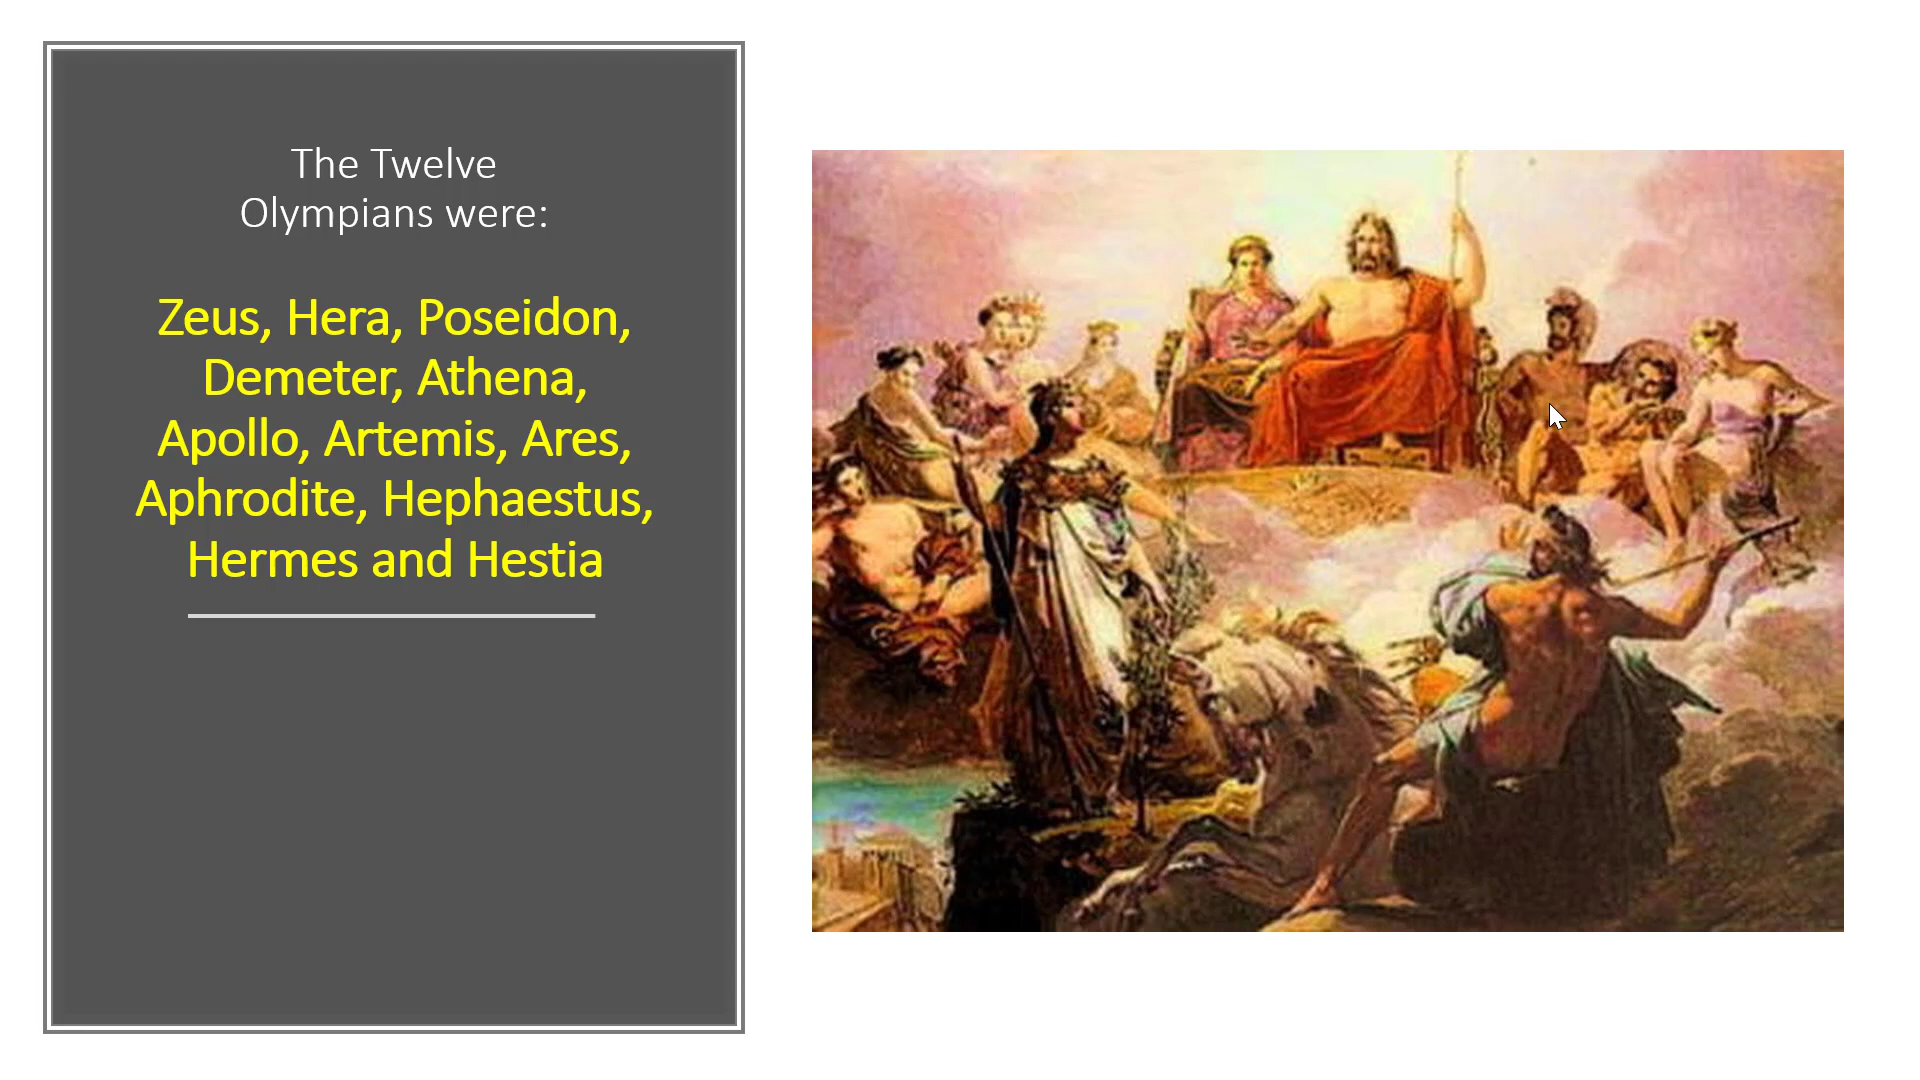 The Twelve
Olympians were:
Zeus, Hera, Poseidon,
Demeter, Athena,
Apollo, Artemis, Ares,
Aphrodite, Hephaestus,
Hermes and Hestia